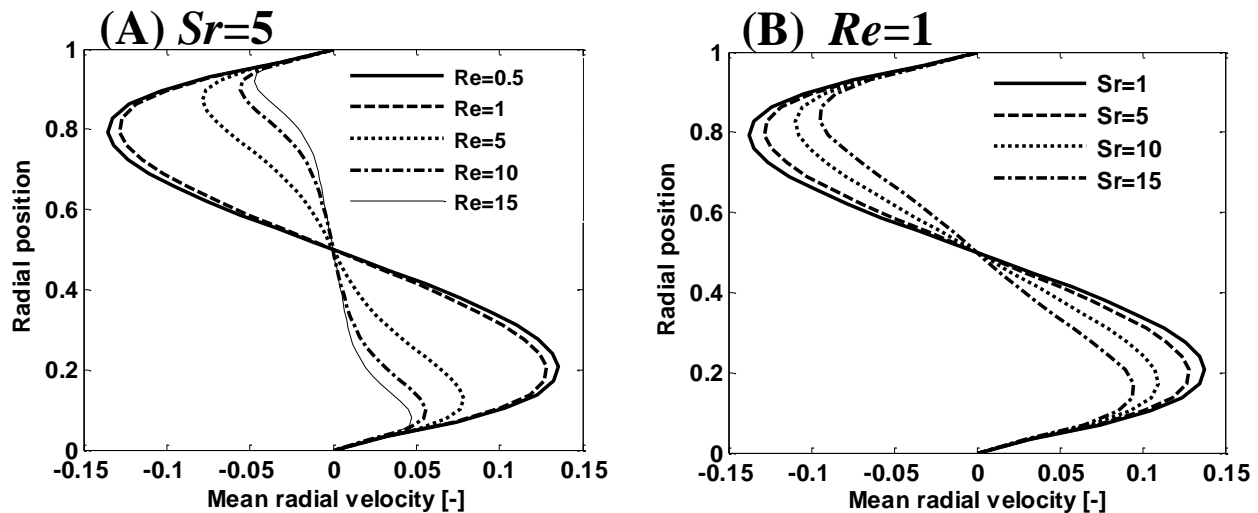 (A) Sr=5
1
0.8
0.6
0.4
0.2
0
Radial position
Re=0.5
Re=1
Re=5
Re=10
Re=15
-0.15 -0.1 -0.05 0 0.05 0.1 0.15
Mean radial velocity [-]
(B) Re=1
1
0.8
0.6
0.4
0.2
0
Radial position
Sr=1
Sr=5
Sr=10
Sr=15
-0.15 -0.1 -0.05 0 0.05 0.1 0.15
Mean radial velocity [-]